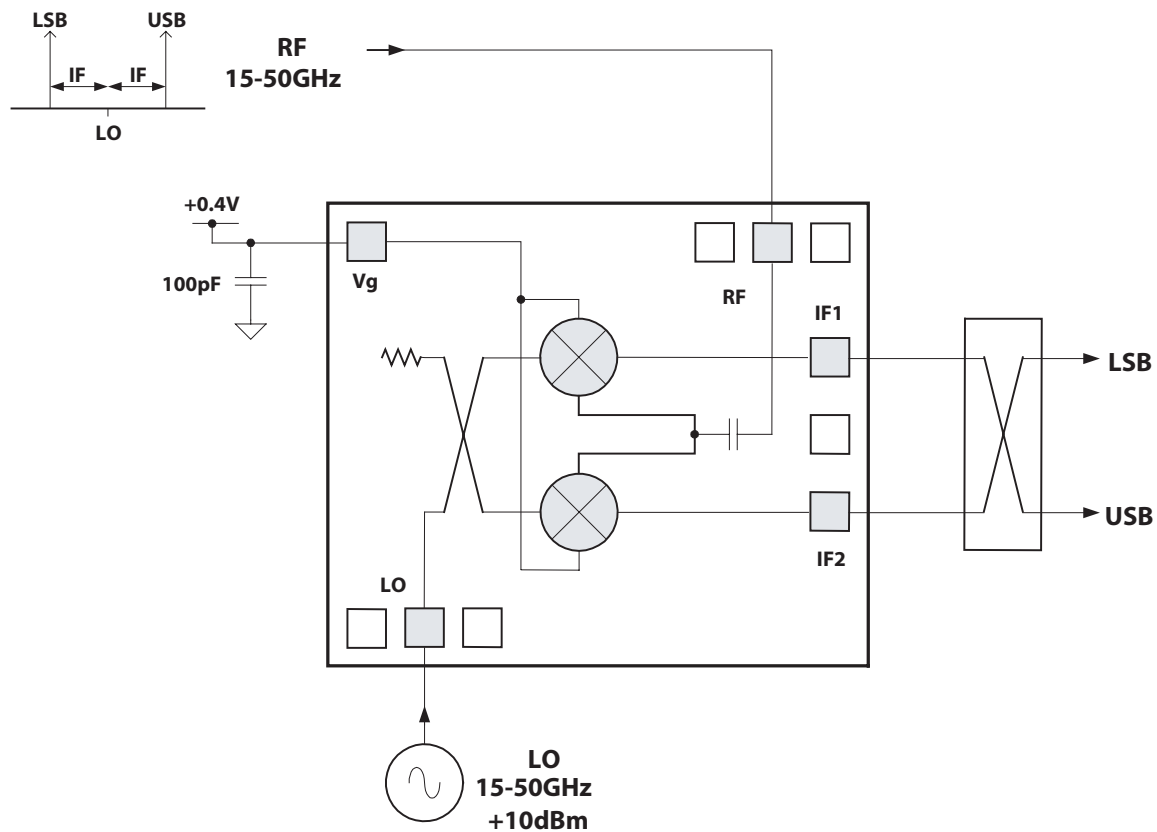 LSB
USB
IF
IF
LO
RF
15-50GHz
+0.4V
100pF
Vg
RF
IF1
LSB
USB
IF2
LO
LO
15-50GHz
+10dBm